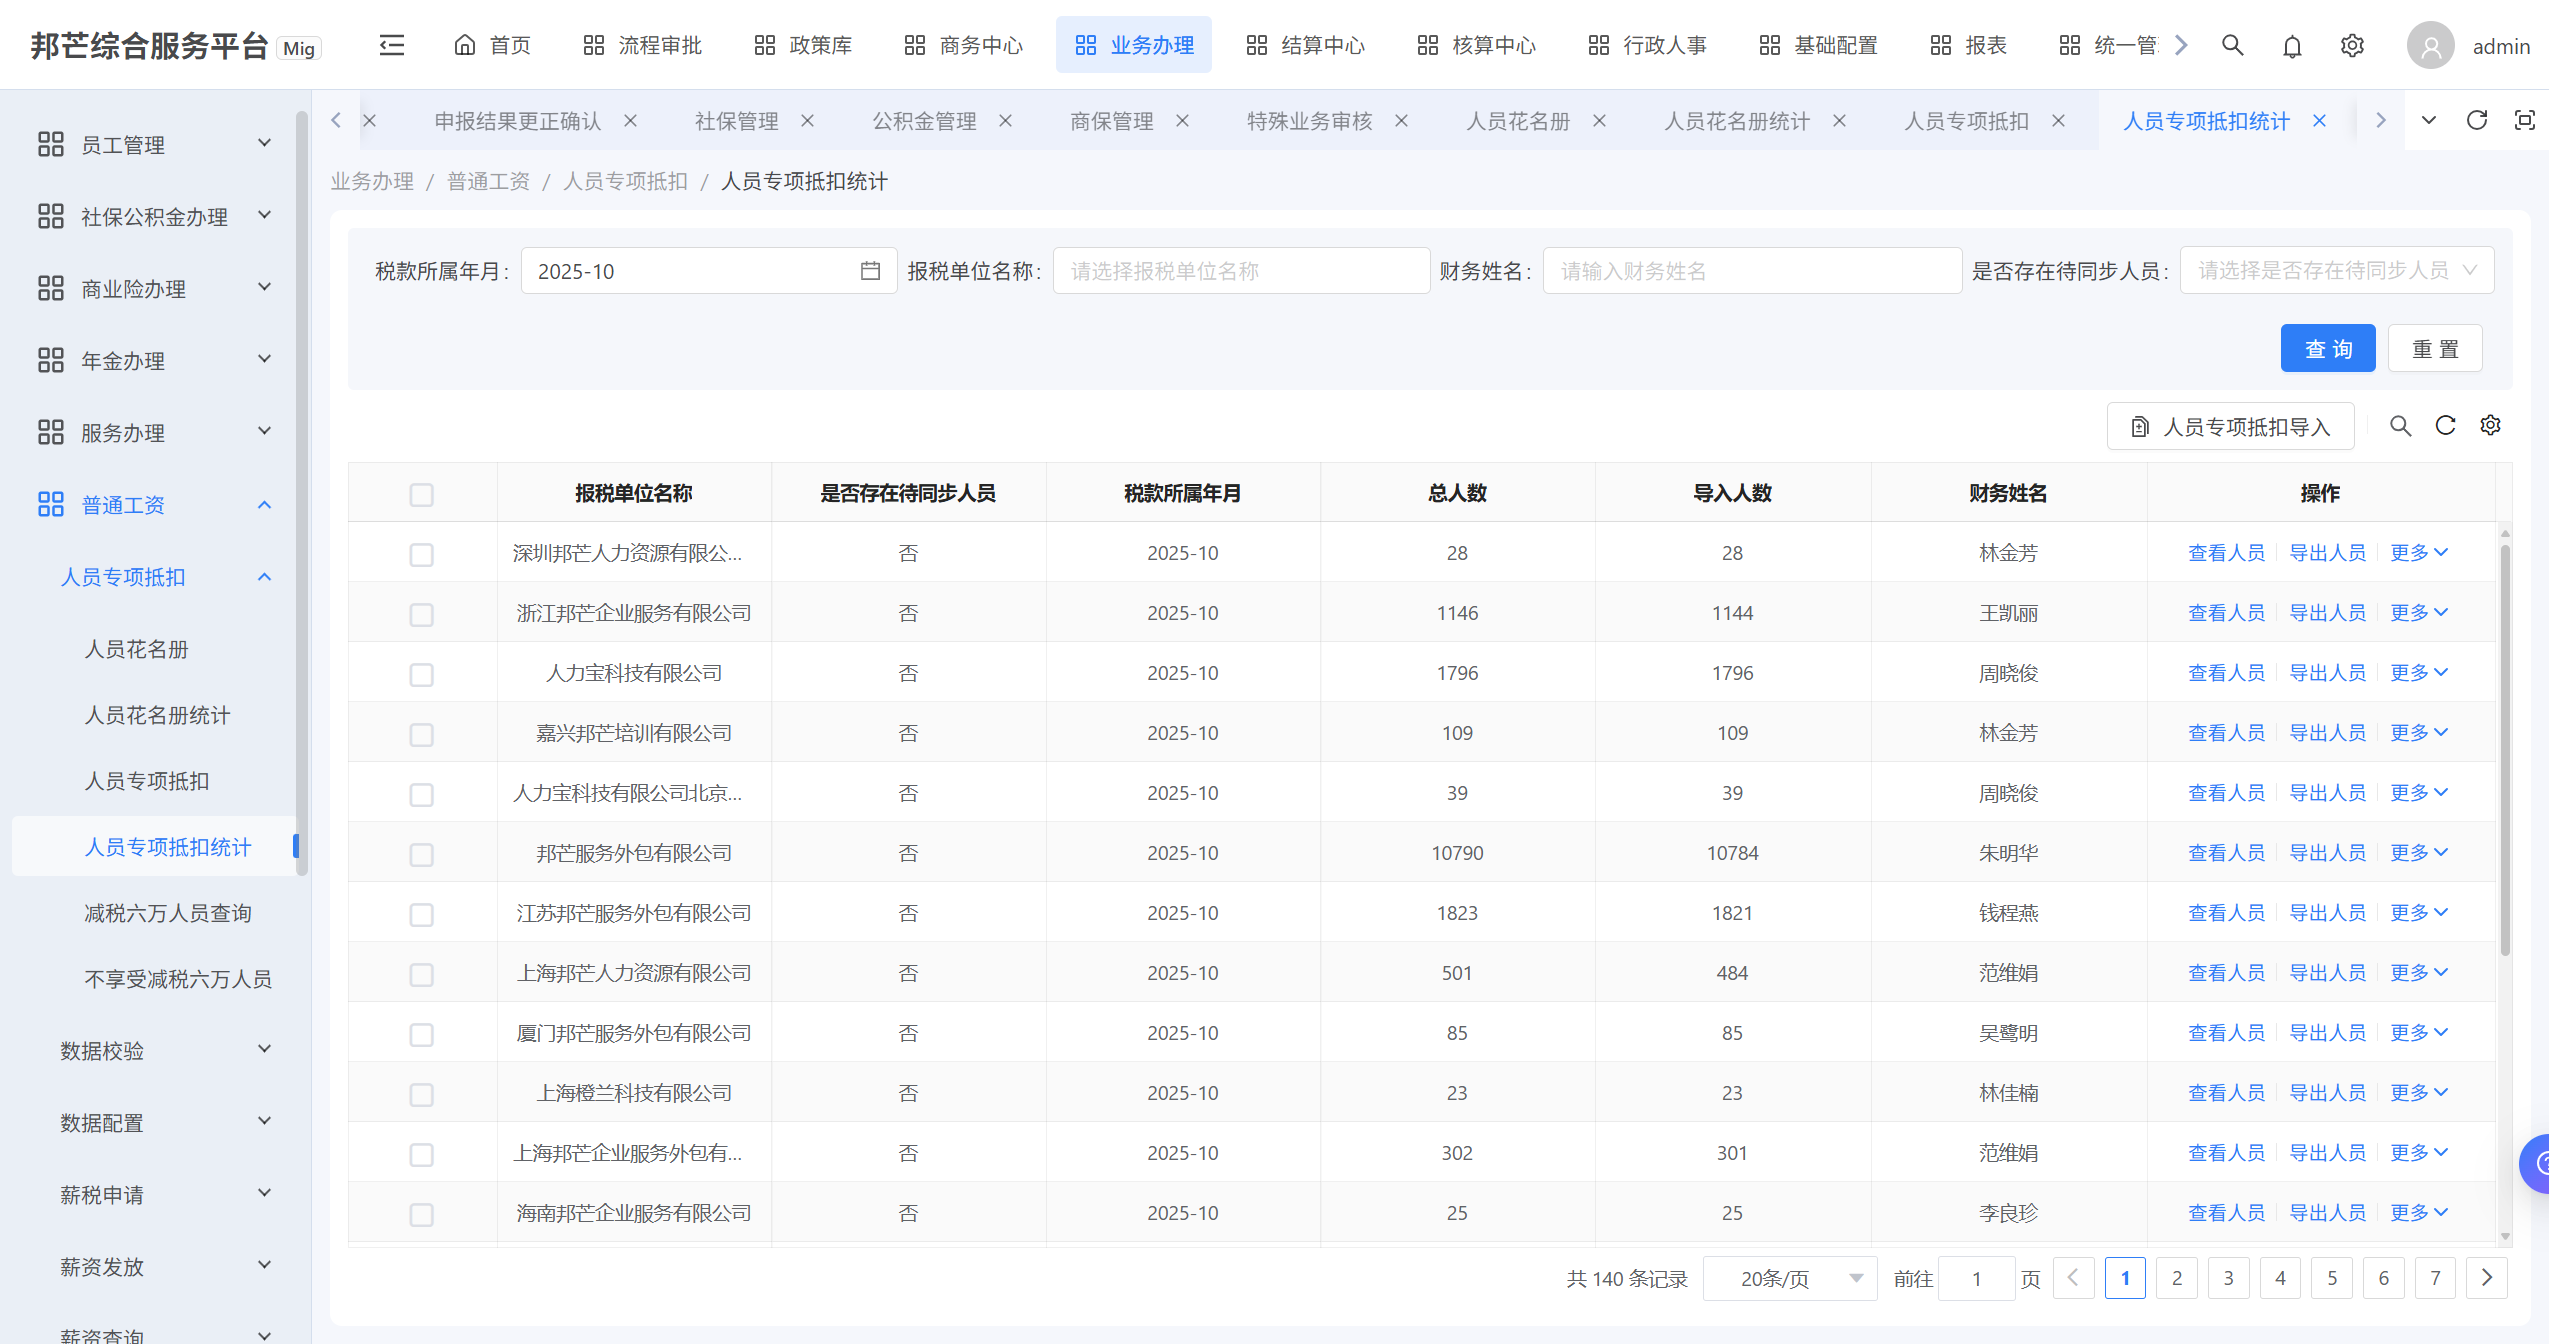 邦芒综合服务平台 Mig 首页 流程审批 政策库 商务中心 业务办理 结算中心 核算中心 行政人事 基础配置 报表 统一管 admin
申报结果更正确认 社保管理 公积金管理 商保管理 特殊业务审核 人员花名册 人员花名册统计 人员专项抵扣 人员专项抵扣统计
业务办理 / 普通工资 / 人员专项抵扣 / 人员专项抵扣统计
员工管理
社保公积金办理
商业险办理
年金办理
服务办理
普通工资
人员专项抵扣
人员花名册
人员花名册统计
人员专项抵扣
人员专项抵扣统计
减税六万人员查询
不享受减税六万人员
数据校验
数据配置
薪税申请
薪资发放
薪资查询
税款所属年月: 2025-10 报税单位名称: 请选择报税单位名称 财务姓名: 请输入财务姓名 是否存在待同步人员: 请选择是否存在待同步人员
查 询 重 置
人员专项抵扣导入
报税单位名称 是否存在待同步人员 税款所属年月 总人数 导入人数 财务姓名 操作
深圳邦芒人力资源有限公... 否 2025-10 28 28 林金芳 查看人员 导出人员 更多
浙江邦芒企业服务有限公司 否 2025-10 1146 1144 王凯丽 查看人员 导出人员 更多
人力宝科技有限公司 否 2025-10 1796 1796 周晓俊 查看人员 导出人员 更多
嘉兴邦芒培训有限公司 否 2025-10 109 109 林金芳 查看人员 导出人员 更多
人力宝科技有限公司北京... 否 2025-10 39 39 周晓俊 查看人员 导出人员 更多
邦芒服务外包有限公司 否 2025-10 10790 10784 朱明华 查看人员 导出人员 更多
江苏邦芒服务外包有限公司 否 2025-10 1823 1821 钱程燕 查看人员 导出人员 更多
上海邦芒人力资源有限公司 否 2025-10 501 484 范维娟 查看人员 导出人员 更多
厦门邦芒服务外包有限公司 否 2025-10 85 85 吴鹭明 查看人员 导出人员 更多
上海橙兰科技有限公司 否 2025-10 23 23 林佳楠 查看人员 导出人员 更多
上海邦芒企业服务外包有... 否 2025-10 302 301 范维娟 查看人员 导出人员 更多
海南邦芒企业服务有限公司 否 2025-10 25 25 李良珍 查看人员 导出人员 更多
共 140 条记录 20条/页 前往 1 页 1 2 3 4 5 6 7